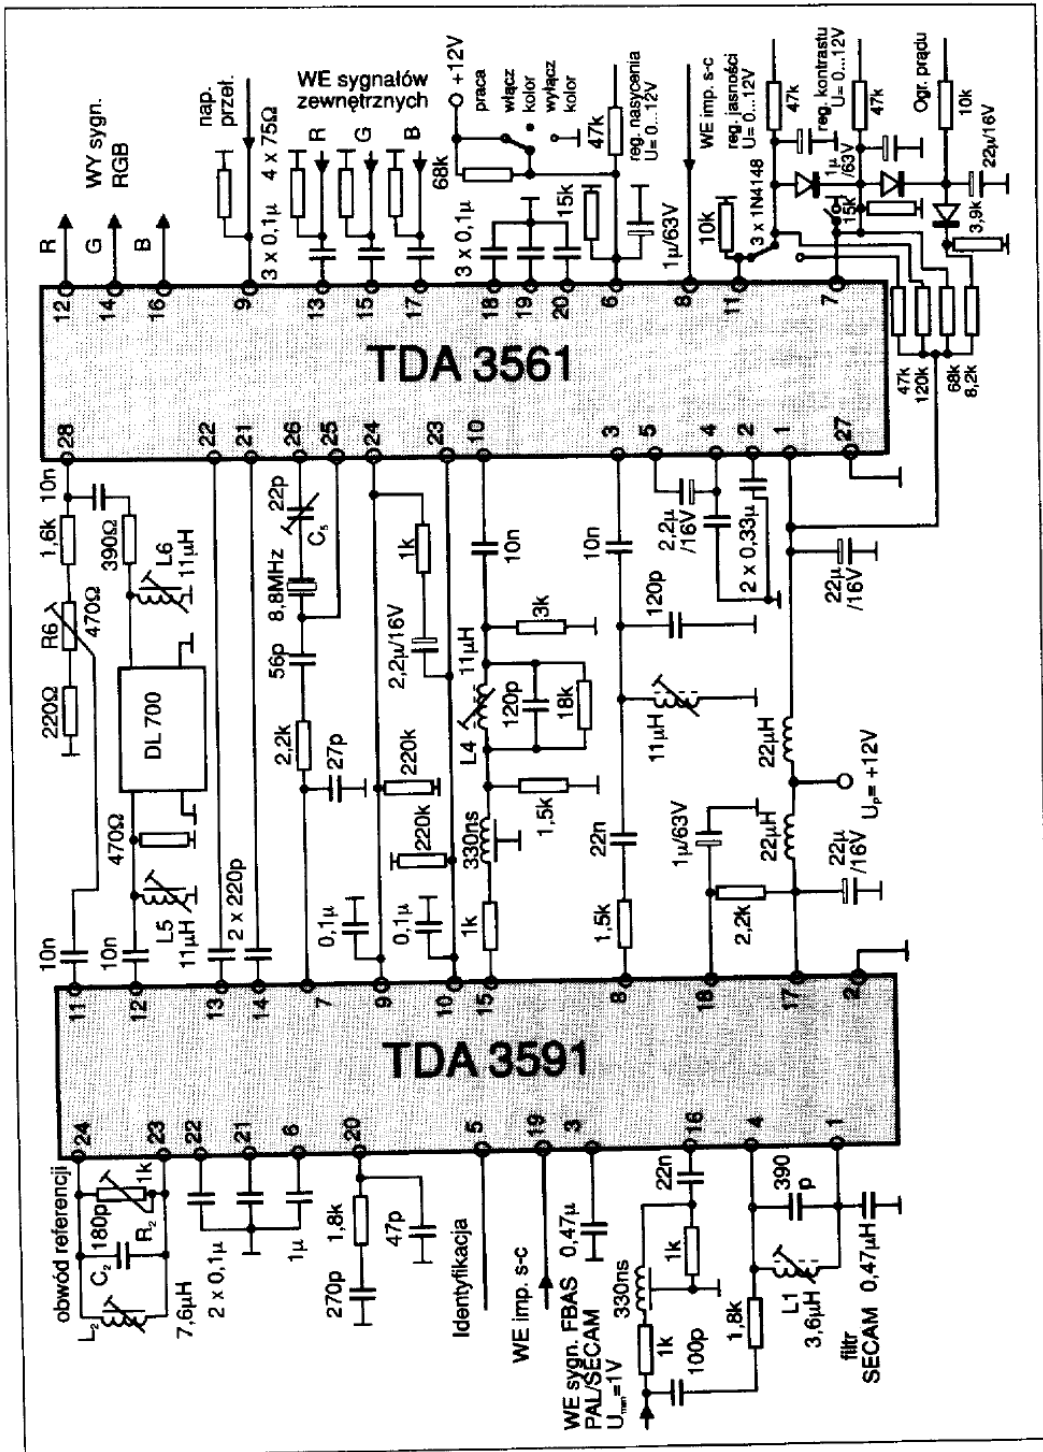 R
G
B
WY sygn.
RGB
nap.
przeł.
4 x 75Ω
3 x 0,1µ
WE sygnałów
zewnętrznych
R
G
B
+12V
praca
włącz
kolor
wyłącz
kolor
68k
3 x 0,1µ
47k
15k
reg. nasycenia
U= 0...12V
1µ/63V
WE imp. s-c
10k
reg. jasności
U= 0...12V
3 x 1N4148
47k
reg. kontrastu
U= 0...12V
1µ
/63V
47k
15k
Ogr. prądu
10k
22µ/16V
3,9k
12
14
16
9
13
15
17
18
19
20
6
8
11
7
TDA 3561
47k
120k
68k
8,2k
28
22
21
26
25
24
23
10
3
5
4
2
1
27
10n
1,6k
390Ω
L6
11µH
R6
470Ω
220Ω
DL 700
470Ω
L5
11µH
10n
10n
2 x 220p
22p
C5
8,8MHz
56p
2,2k
27p
1k
2,2µ/16V
220k
220k
0,1µ
0,1µ
10n
3k
11µH
120p
18k
L4
1,5k
330ns
1k
10n
120p
11µH
22n
1,5k
2,2µ
/16V
2 x 0,33µ
22µ
/16V
22µH
Up= +12V
22µH
1µ/63V
2,2k
22µ
/16V
11
12
13
14
7
9
10
15
8
18
17
2
TDA 3591
24
23
22
21
6
20
5
19
3
16
4
1
obwód referencji
180p
1k
R2
C2
L2
7,6µH
2 x 0,1µ
1µ
1,8k
270p
47p
Identyfikacja
WE imp. s-c
0,47µ
WE sygn. FBAS
PAL/SECAM
Umin=1V
330ns
1k
100p
22n
1k
1,8k
390
p
L1
3,6µH
filtr
SECAM
0,47µH